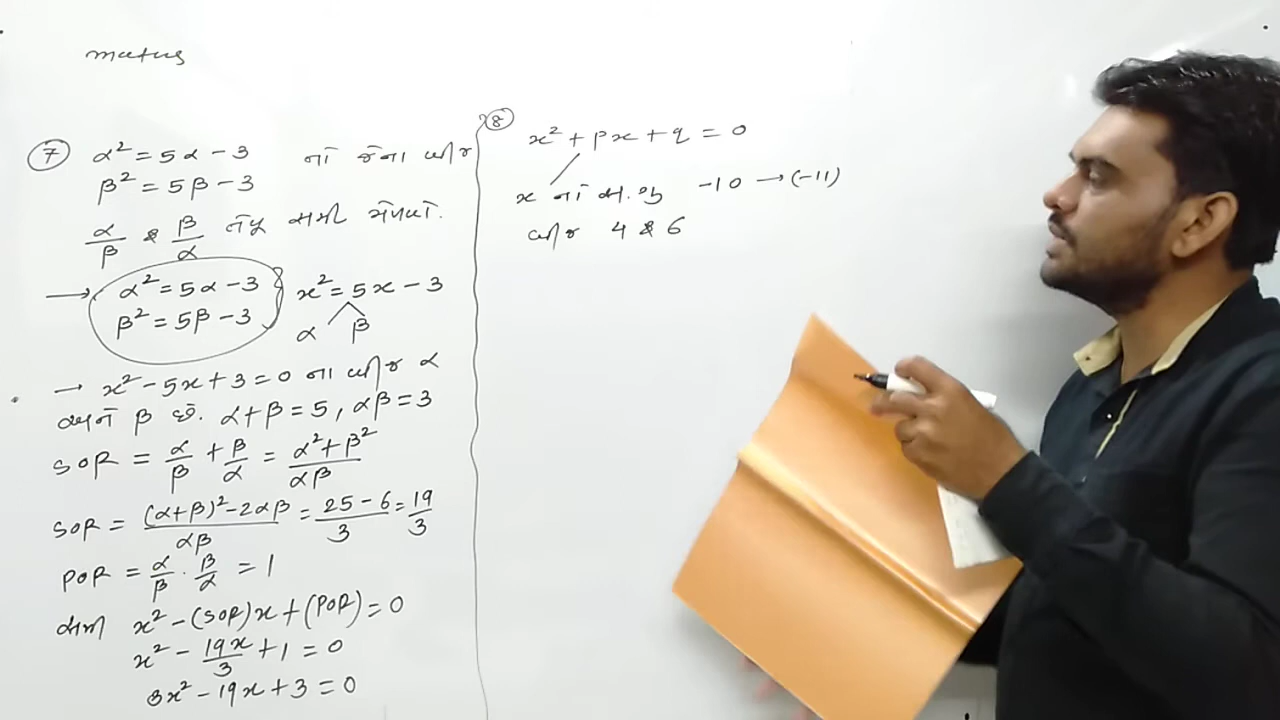 ⑦ α² = 5α - 3 ના
β² = 5β - 3
α/β & β/α
→ α² = 5α - 3 } x² = 5x - 3
β² = 5β - 3 α β
→ x² - 5x + 3 = 0 ના α
અને β છે. α + β = 5, αβ = 3
SOR = α/β + β/α = (α² + β²)/αβ
SOR = ((α + β)² - 2αβ)/αβ = (25 - 6)/3 = 19/3
POR = α/β · β/α = 1
x² - (SOR)x + (POR) = 0
x² - 19x/3 + 1 = 0
3x² - 19x + 3 = 0
⑧ x² + px + q = 0
x નો -10 → (-11)
4 & 6